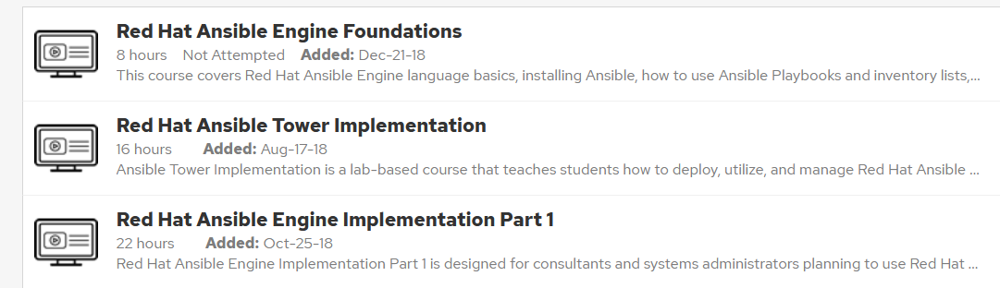 Red Hat Ansible Engine Foundations
8 hours Not Attempted Added: Dec-21-18
This course covers Red Hat Ansible Engine language basics, installing Ansible, how to use Ansible Playbooks and inventory lists,...
Red Hat Ansible Tower Implementation
16 hours Added: Aug-17-18
Ansible Tower Implementation is a lab-based course that teaches students how to deploy, utilize, and manage Red Hat Ansible ...
Red Hat Ansible Engine Implementation Part 1
22 hours Added: Oct-25-18
Red Hat Ansible Engine Implementation Part 1 is designed for consultants and systems administrators planning to use Red Hat ...